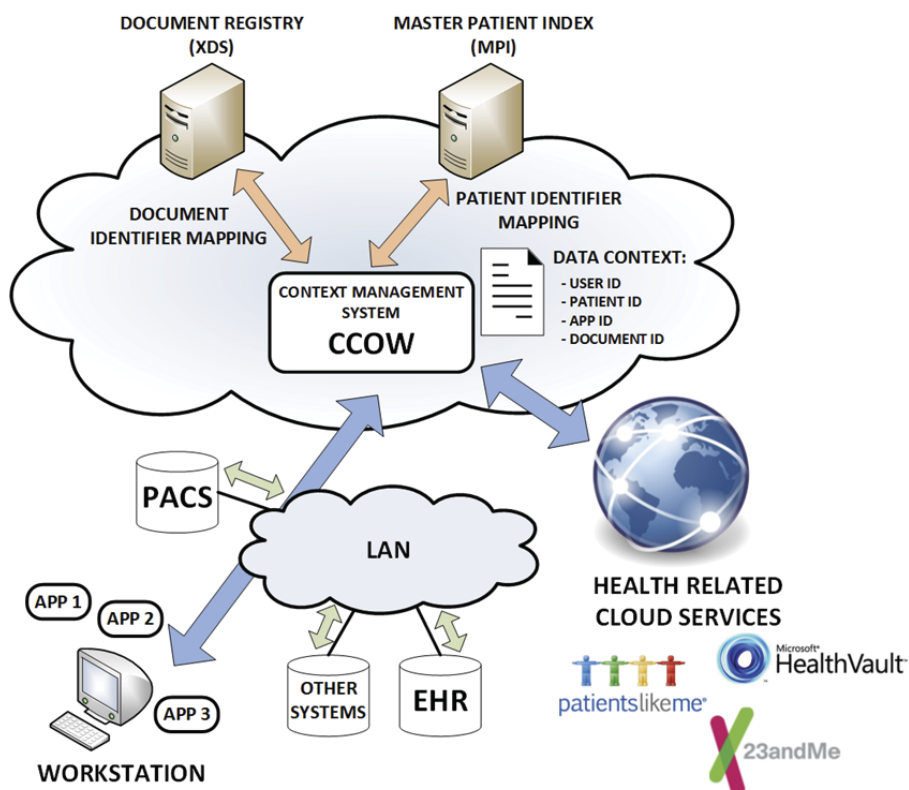 DOCUMENT REGISTRY
(XDS)
MASTER PATIENT INDEX
(MPI)
DOCUMENT
IDENTIFIER MAPPING
PATIENT IDENTIFIER
MAPPING
CONTEXT MANAGEMENT
SYSTEM
CCOW
DATA CONTEXT:
- USER ID
- PATIENT ID
- APP ID
- DOCUMENT ID
PACS
LAN
APP 1
APP 2
APP 3
WORKSTATION
OTHER
SYSTEMS
EHR
HEALTH RELATED
CLOUD SERVICES
patientslikeme®
Microsoft®
HealthVault™
23andMe